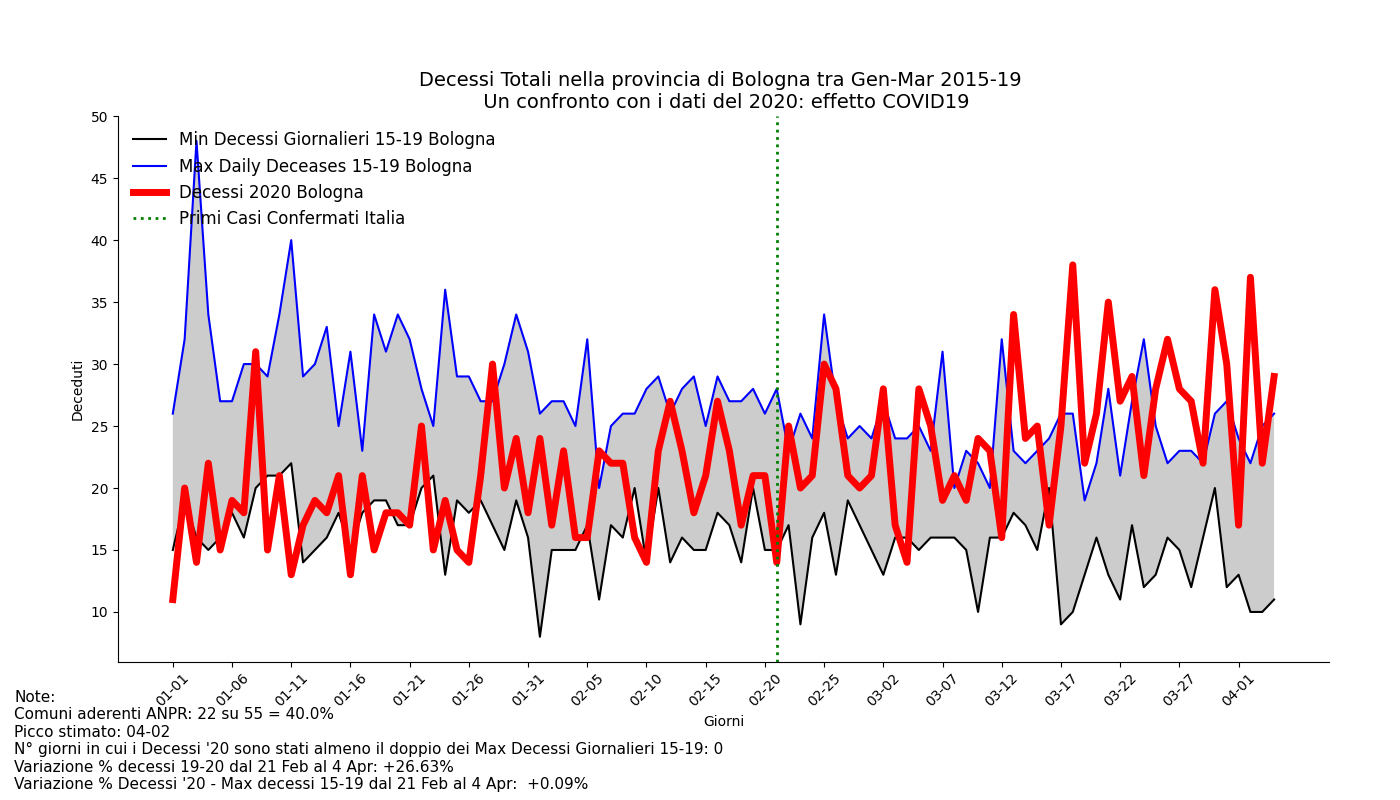 Decessi Totali nella provincia di Bologna tra Gen-Mar 2015-19
Un confronto con i dati del 2020: effetto COVID19
Min Decessi Giornalieri 15-19 Bologna
Max Daily Deceases 15-19 Bologna
Decessi 2020 Bologna
Primi Casi Confermati Italia
50
45
40
35
30
25
20
15
10
Deceduti
01-01
01-06
01-11
01-16
01-21
01-26
01-31
02-05
02-10
02-15
02-20
02-25
03-02
03-07
03-12
03-17
03-22
03-27
04-01
Giorni
Note:
Comuni aderenti ANPR: 22 su 55 = 40.0%
Picco stimato: 04-02
N° giorni in cui i Decessi '20 sono stati almeno il doppio dei Max Decessi Giornalieri 15-19: 0
Variazione % decessi 19-20 dal 21 Feb al 4 Apr: +26.63%
Variazione % Decessi '20 - Max decessi 15-19 dal 21 Feb al 4 Apr:  +0.09%